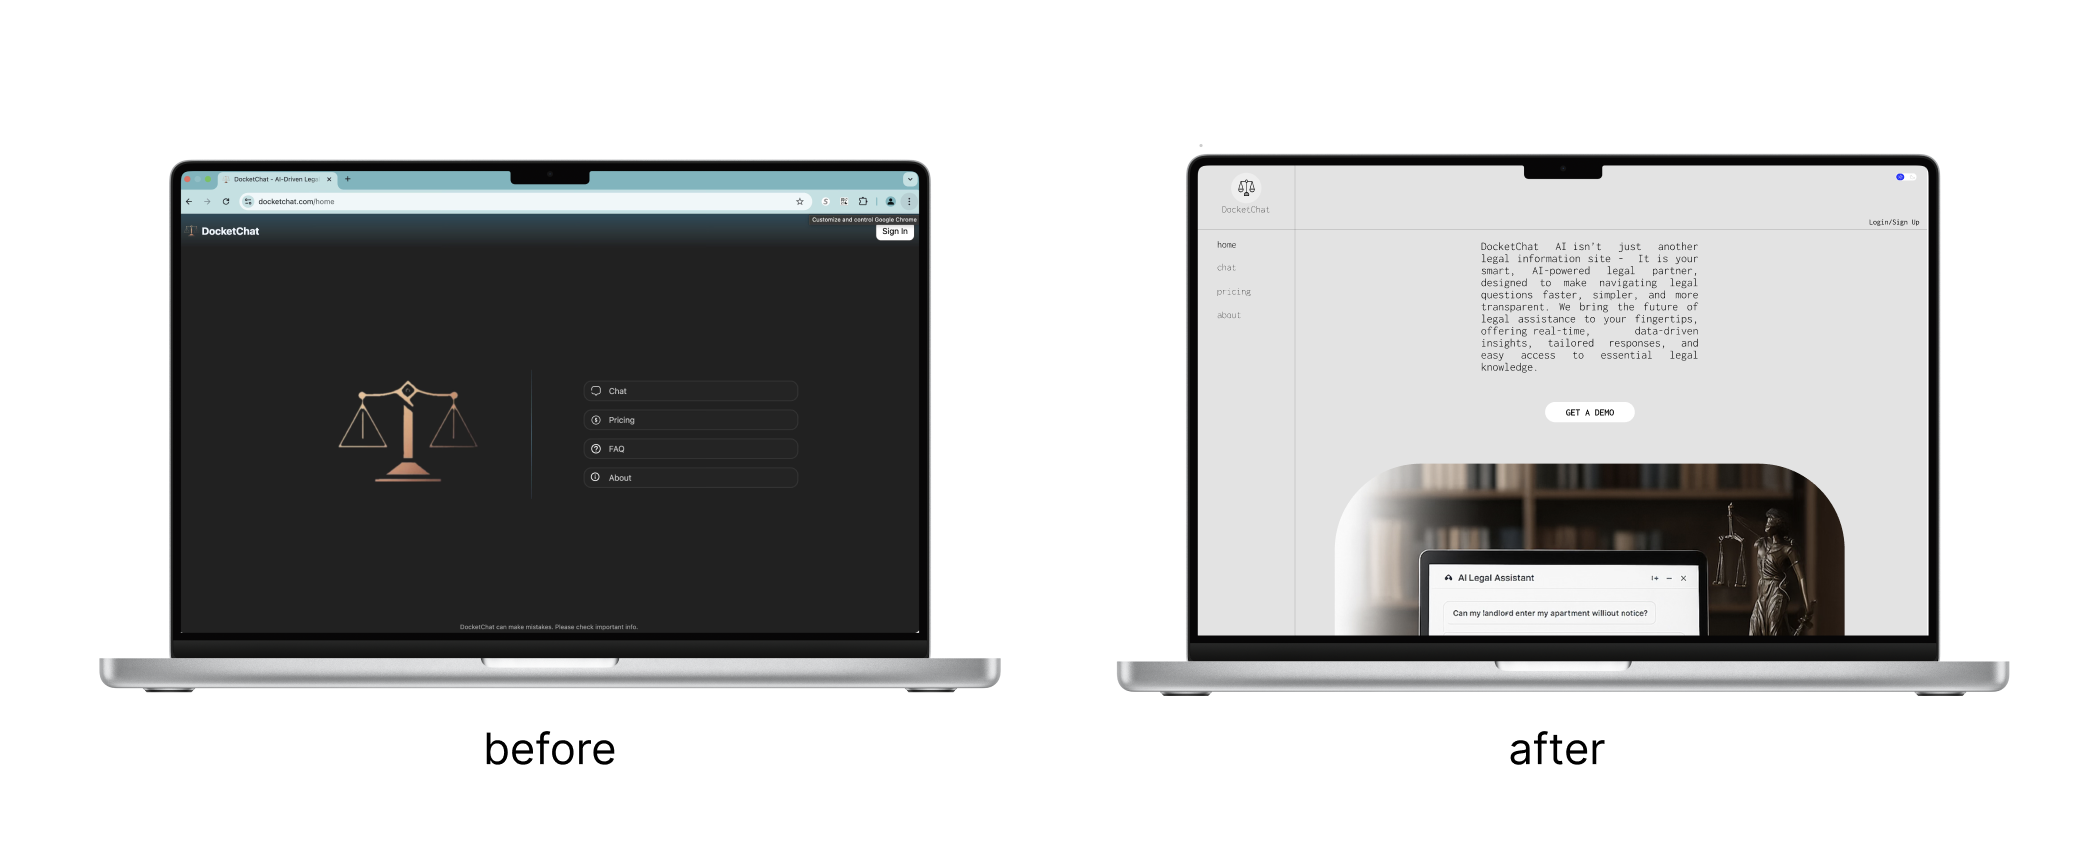 DocketChat - AI-Driven Lega
docketchat.com/home
Customize and control Google Chrome
DocketChat
Sign In
Chat
Pricing
FAQ
About
DocketChat can make mistakes. Please check important info.
before
DocketChat
Login/Sign Up
home
chat
pricing
about
DocketChat AI isn't just another
legal information site - It is your
smart, AI-powered legal partner,
designed to make navigating legal
questions faster, simpler, and more
transparent. We bring the future of
legal assistance to your fingertips,
offering real-time, data-driven
insights, tailored responses, and
easy access to essential legal
knowledge.
GET A DEMO
AI Legal Assistant
Can my landlord enter my apartment williout notice?
after